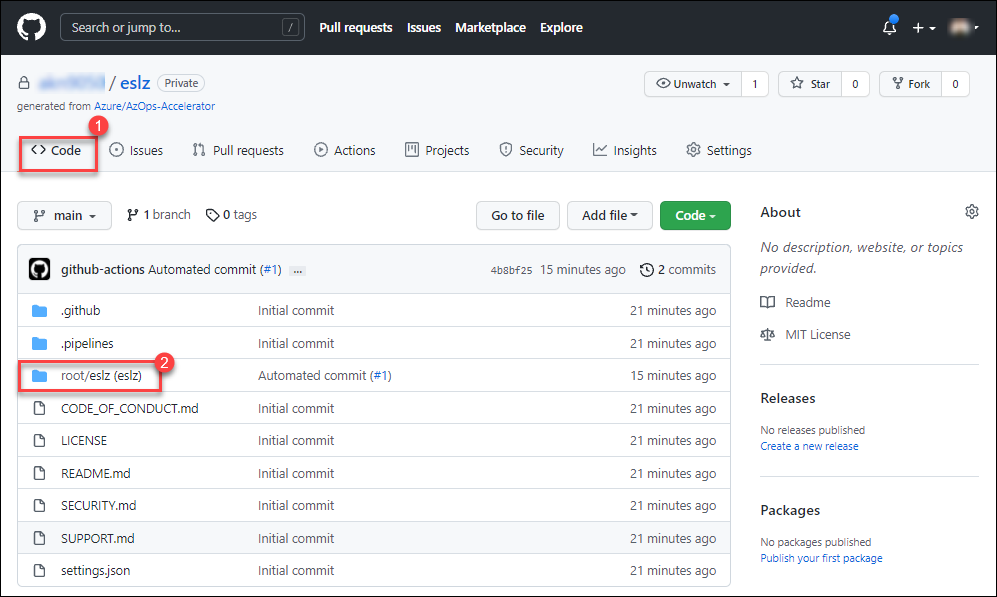 Search or jump to... / Pull requests Issues Marketplace Explore
/ eslz Private Unwatch 1 Star 0 Fork 0
generated from Azure/AzOps-Accelerator
1
<> Code Issues Pull requests Actions Projects Security Insights Settings
main 1 branch 0 tags Go to file Add file Code About
No description, website, or topics
provided.
github-actions Automated commit (#1) ... 4b8bf25 15 minutes ago 2 commits
.github Initial commit 21 minutes ago
Readme
.pipelines Initial commit 21 minutes ago
MIT License
2
root/eslz (eslz) Automated commit (#1) 15 minutes ago
CODE_OF_CONDUCT.md Initial commit 21 minutes ago
Releases
LICENSE Initial commit 21 minutes ago
No releases published
Create a new release
README.md Initial commit 21 minutes ago
SECURITY.md Initial commit 21 minutes ago
Packages
SUPPORT.md Initial commit 21 minutes ago
No packages published
Publish your first package
settings.json Initial commit 21 minutes ago